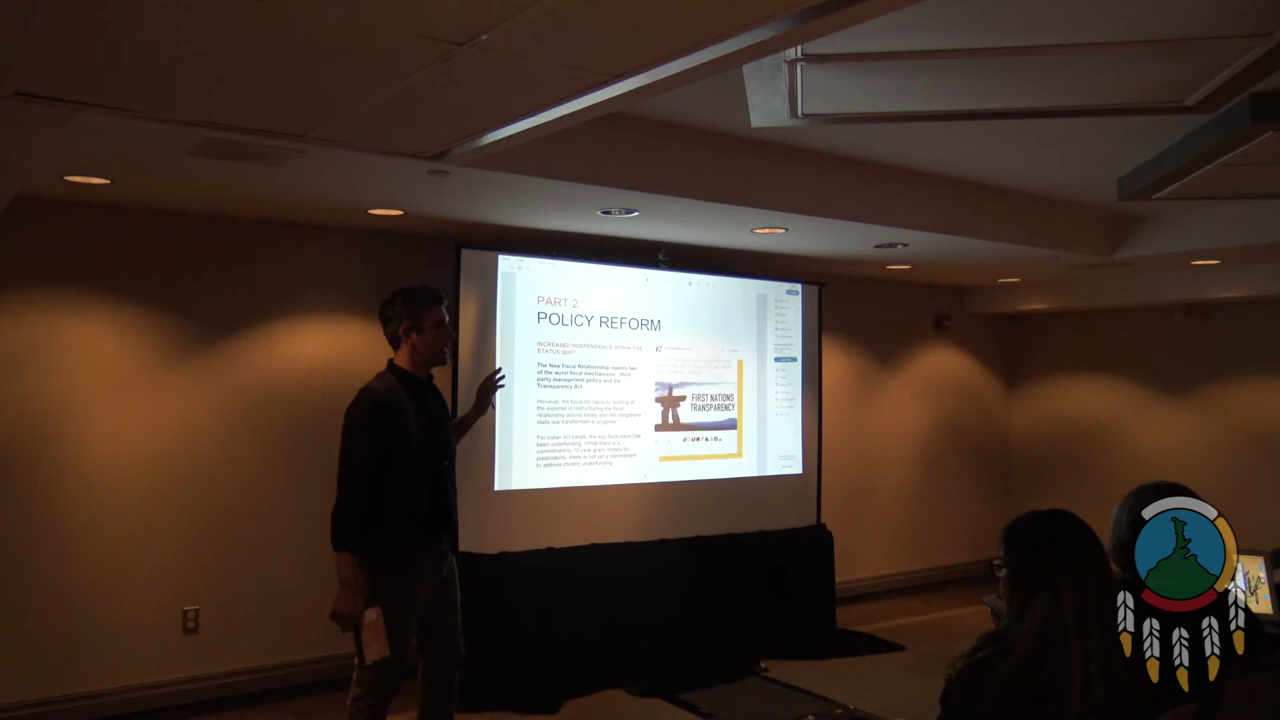 PART 2
POLICY REFORM
INCREASED INDEPENDENCE WITHIN THE
STATUS QUO?
The New Fiscal Relationship repeals two
of the worst fiscal mechanisms - third
party management policy and the
Transparency Act.
However, the focus on capacity building at
the expense of restructuring the fiscal
relationship around treaty and title obligations
stalls real transformative progress.
For Indian Act bands, the key fiscal issue has
been underfunding. While there is a
commitment to 10-year grant models for
predictability, there is not yet a commitment
to address chronic underfunding.
FIRST NATIONS
TRANSPARENCY